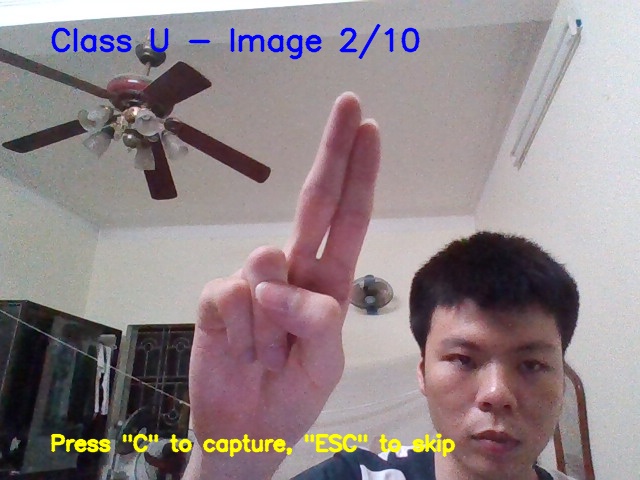 Class U - Image 2/10
Press "C" to capture, "ESC" to skip